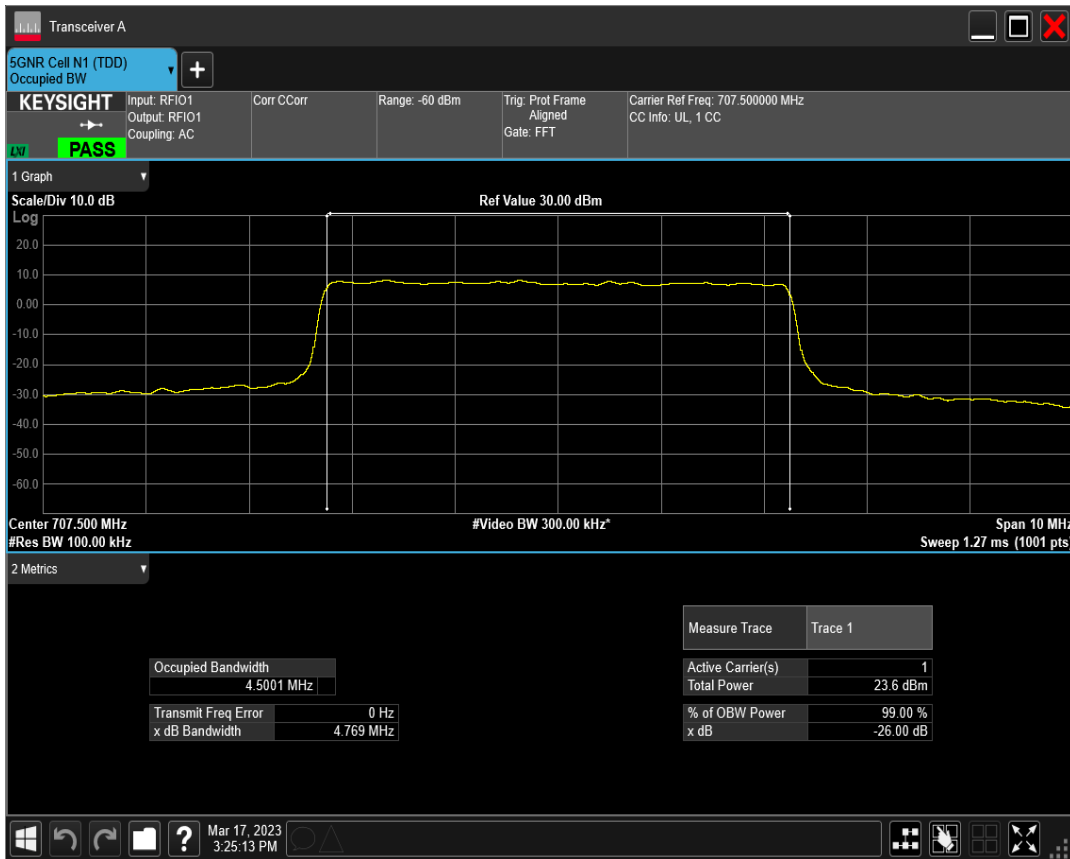 Transceiver A
5GNR Cell N1 (TDD)
Occupied BW
+
KEYSIGHT Input: RFIO1 Corr CCorr Range: -60 dBm Trig: Prot Frame Carrier Ref Freq: 707.500000 MHz
Output: RFIO1 Aligned CC Info: UL, 1 CC
Coupling: AC Gate: FFT
LXI PASS
1 Graph
Scale/Div 10.0 dB Ref Value 30.00 dBm
Log
20.0
10.0
0.00
-10.0
-20.0
-30.0
-40.0
-50.0
-60.0
Center 707.500 MHz #Video BW 300.00 kHz* Span 10 MHz
#Res BW 100.00 kHz Sweep 1.27 ms (1001 pts)
2 Metrics
Measure Trace Trace 1
Occupied Bandwidth Active Carrier(s) 1
4.5001 MHz Total Power 23.6 dBm
Transmit Freq Error 0 Hz % of OBW Power 99.00 %
x dB Bandwidth 4.769 MHz x dB -26.00 dB
? Mar 17, 2023
3:25:13 PM